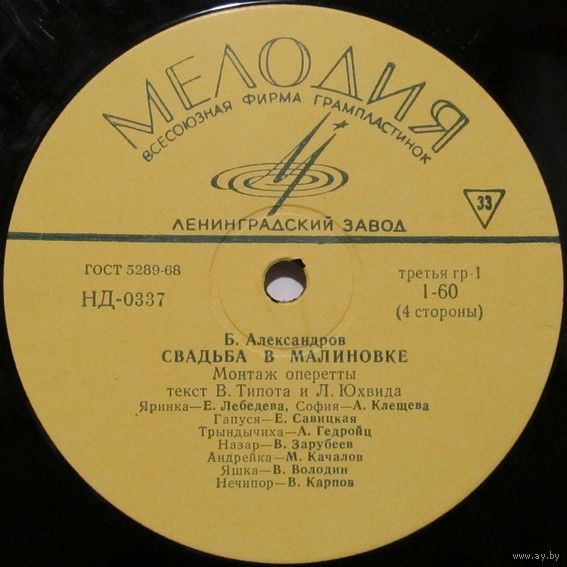 МЕЛОДИЯ
ВСЕСОЮЗНАЯ ФИРМА ГРАМПЛАСТИНОК
33
ЛЕНИНГРАДСКИЙ ЗАВОД
ГОСТ 5289-68
третья гр-1
НД-0337
1-60
(4 стороны)
Б. Александров
СВАДЬБА В МАЛИНОВКЕ
Монтаж оперетты
текст В. Типота и Л. Юхвида
Яринка—Е. Лебедева, София—А. Клещева
Гапуся—Е. Савицкая
Трындычиха—А. Гедройц
Назар—В. Зарубеев
Андрейка—М. Качалов
Яшка—В. Володин
Нечипор—В. Карпов
www.ay.by